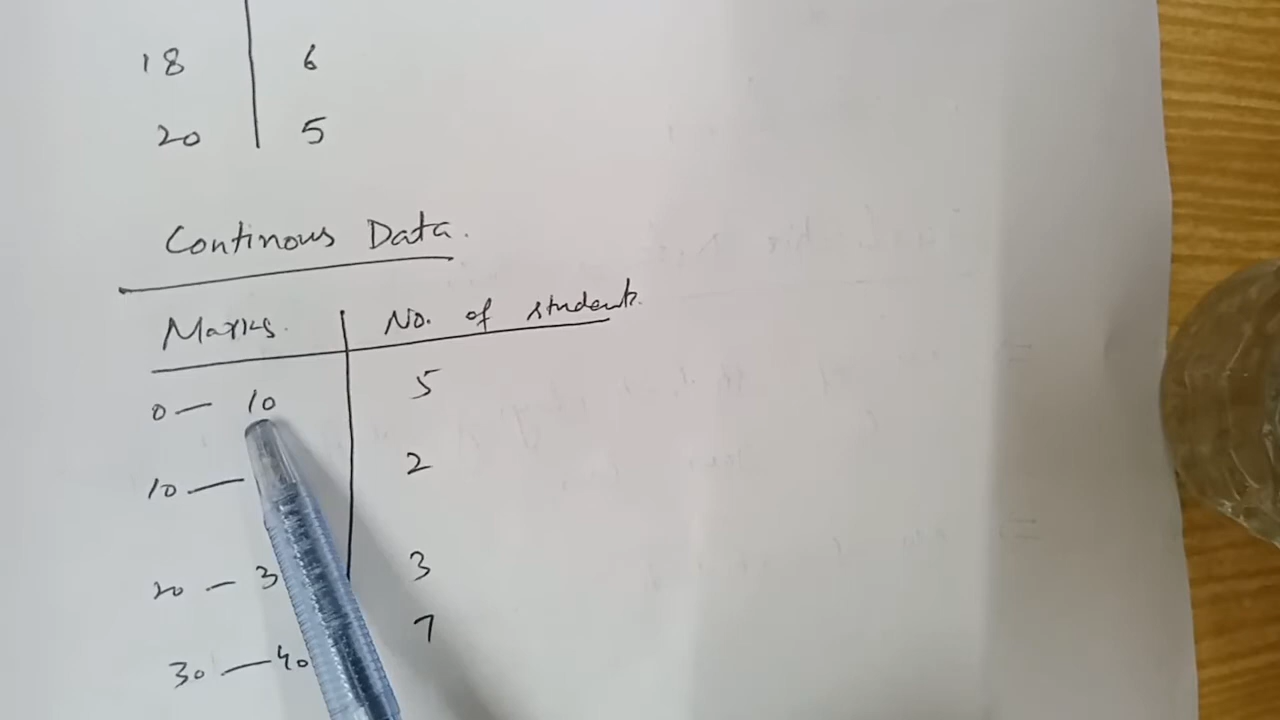 18 6
20 5
Continous Data.
Marks. No. of students.
0 — 10 5
10 — 2
20 — 3 3
30 — 40 7